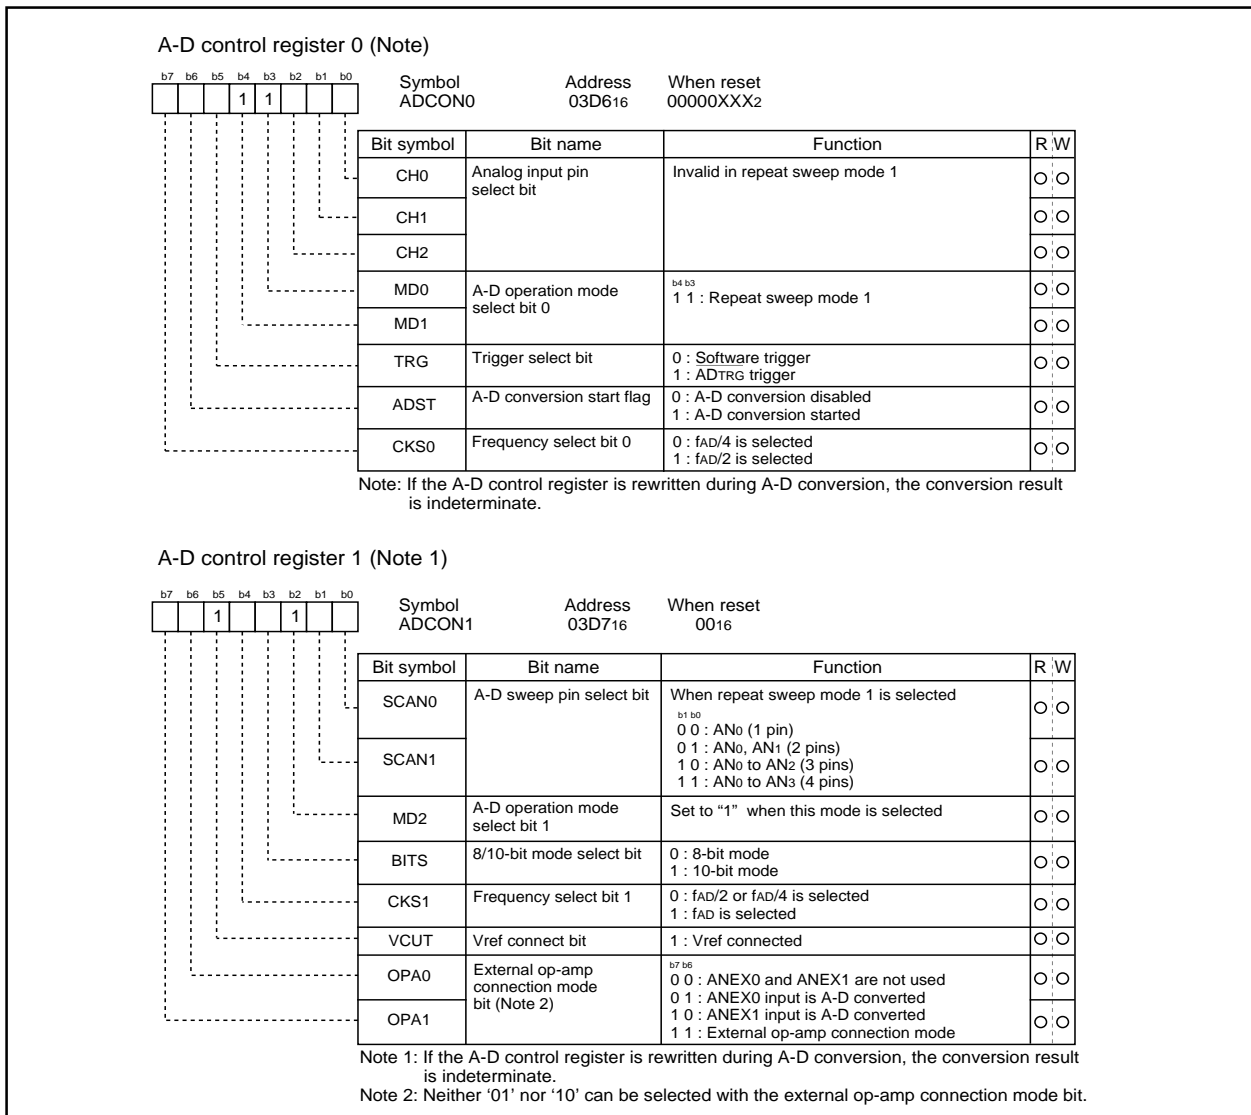 A-D control register 0 (Note)
b7 b6 b5 b4 b3 b2 b1 b0
1 1
Symbol Address When reset
ADCON0 03D616 00000XXX2
Bit symbol Bit name Function R W
CH0 Analog input pin select bit Invalid in repeat sweep mode 1
CH1
CH2
MD0 A-D operation mode select bit 0 b4 b3
1 1 : Repeat sweep mode 1
MD1
TRG Trigger select bit 0 : Software trigger
1 : ADTRG trigger
ADST A-D conversion start flag 0 : A-D conversion disabled
1 : A-D conversion started
CKS0 Frequency select bit 0 0 : fAD/4 is selected
1 : fAD/2 is selected
Note: If the A-D control register is rewritten during A-D conversion, the conversion result
is indeterminate.
A-D control register 1 (Note 1)
b7 b6 b5 b4 b3 b2 b1 b0
1 1
Symbol Address When reset
ADCON1 03D716 0016
Bit symbol Bit name Function R W
SCAN0 A-D sweep pin select bit When repeat sweep mode 1 is selected
b1 b0
0 0 : AN0 (1 pin)
0 1 : AN0, AN1 (2 pins)
SCAN1 1 0 : AN0 to AN2 (3 pins)
1 1 : AN0 to AN3 (4 pins)
MD2 A-D operation mode select bit 1 Set to “1” when this mode is selected
BITS 8/10-bit mode select bit 0 : 8-bit mode
1 : 10-bit mode
CKS1 Frequency select bit 1 0 : fAD/2 or fAD/4 is selected
1 : fAD is selected
VCUT Vref connect bit 1 : Vref connected
OPA0 External op-amp connection mode bit (Note 2) b7 b6
0 0 : ANEX0 and ANEX1 are not used
0 1 : ANEX0 input is A-D converted
OPA1 1 0 : ANEX1 input is A-D converted
1 1 : External op-amp connection mode
Note 1: If the A-D control register is rewritten during A-D conversion, the conversion result
is indeterminate.
Note 2: Neither ‘01’ nor ‘10’ can be selected with the external op-amp connection mode bit.